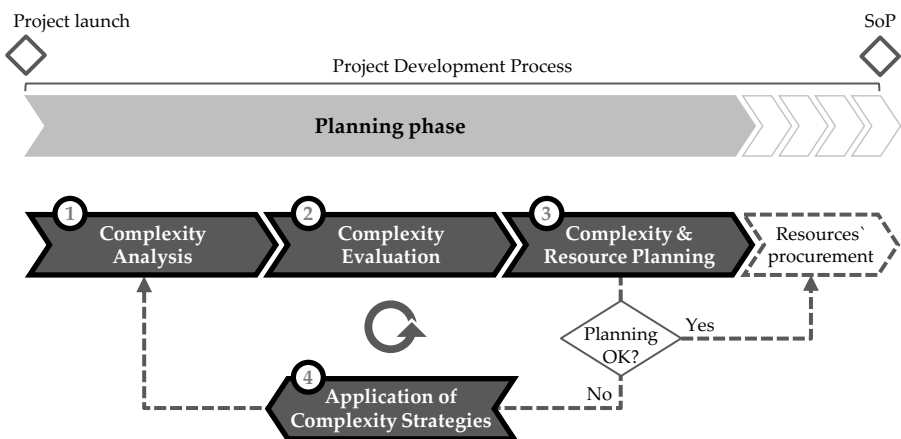 Project launch
SoP
Project Development Process
Planning phase
1
Complexity
Analysis
2
Complexity
Evaluation
3
Complexity &
Resource Planning
Resources`
procurement
Planning
OK?
Yes
No
4
Application of
Complexity Strategies